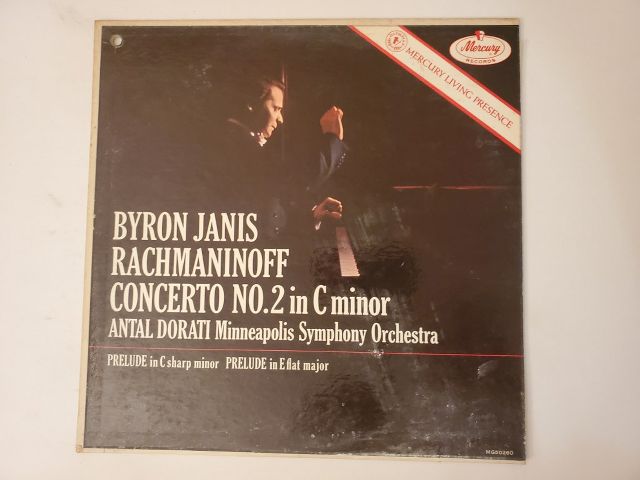 Mercury
RECORDS
MERCURY LIVING PRESENCE
BYRON JANIS
RACHMANINOFF
CONCERTO NO.2 in C minor
ANTAL DORATI Minneapolis Symphony Orchestra
PRELUDE in C sharp minor PRELUDE in E flat major
MG50260